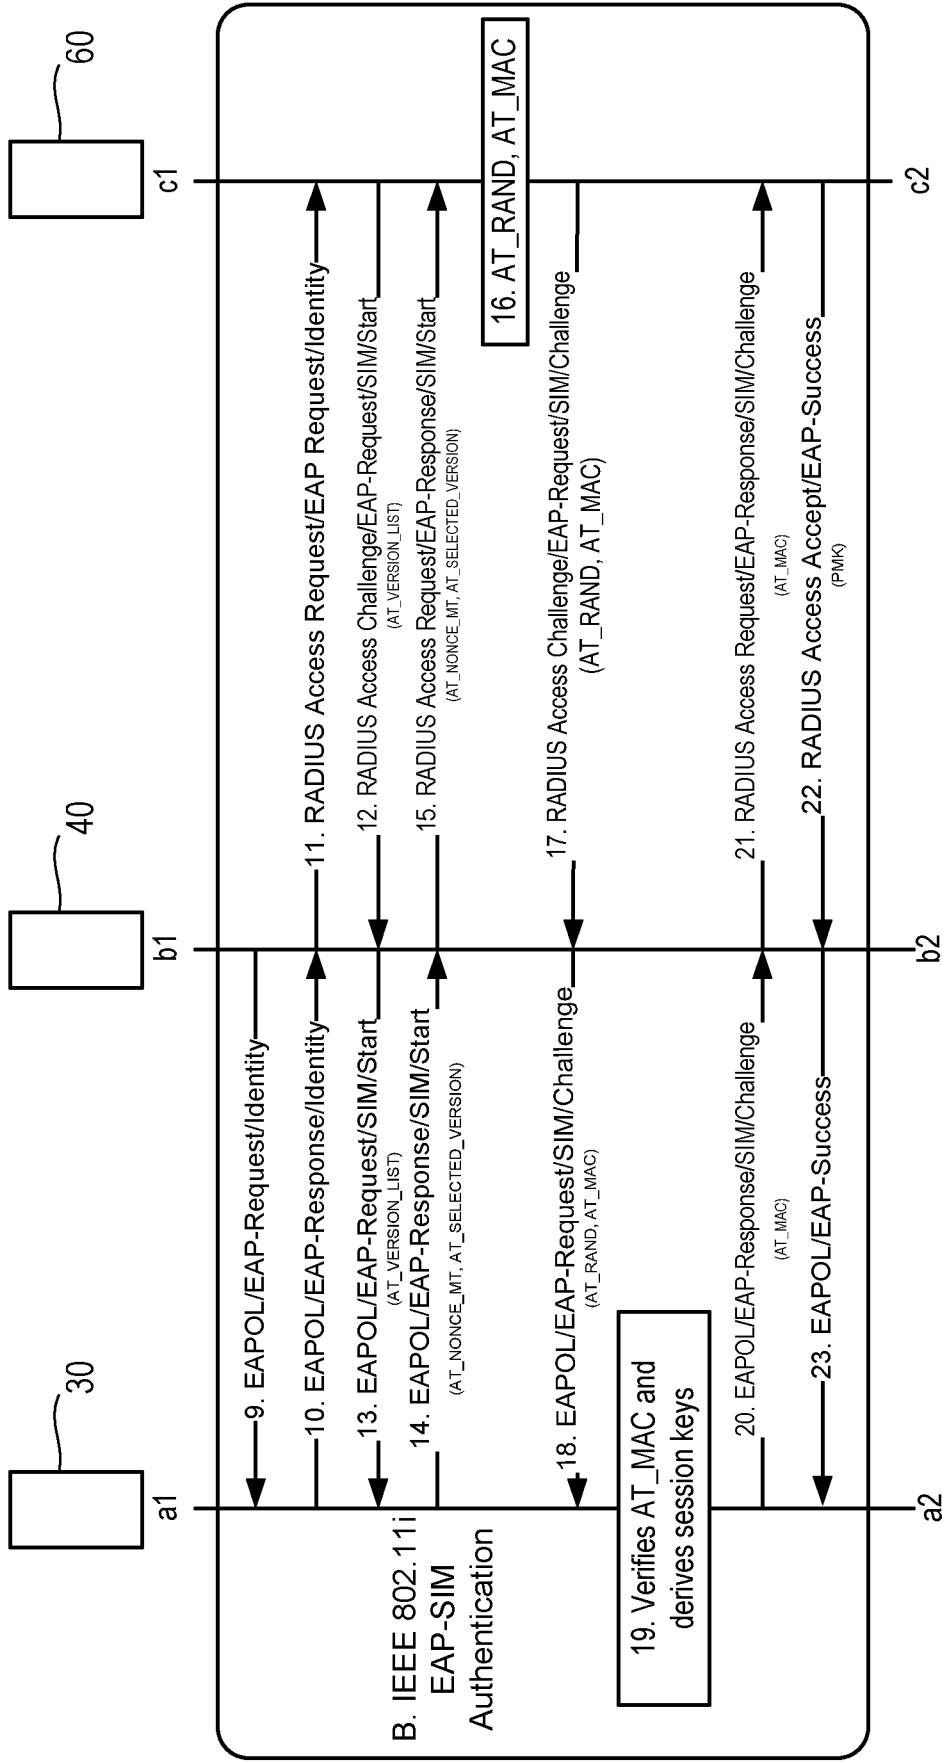 30
40
60
a1
b1
c1
B. IEEE 802.11i
EAP-SIM
Authentication
9. EAPOL/EAP-Request/Identity
10. EAPOL/EAP-Response/Identity
11. RADIUS Access Request/EAP Request/Identity
12. RADIUS Access Challenge/EAP-Request/SIM/Start
(AT_VERSION_LIST)
13. EAPOL/EAP-Request/SIM/Start
(AT_VERSION_LIST)
14. EAPOL/EAP-Response/SIM/Start
(AT_NONCE_MT, AT_SELECTED_VERSION)
15. RADIUS Access Request/EAP-Response/SIM/Start
(AT_NONCE_MT, AT_SELECTED_VERSION)
16. AT_RAND, AT_MAC
17. RADIUS Access Challenge/EAP-Request/SIM/Challenge
(AT_RAND, AT_MAC)
18. EAPOL/EAP-Request/SIM/Challenge
(AT_RAND, AT_MAC)
19. Verifies AT_MAC and
derives session keys
20. EAPOL/EAP-Response/SIM/Challenge
(AT_MAC)
21. RADIUS Access Request/EAP-Response/SIM/Challenge
(AT_MAC)
22. RADIUS Access Accept/EAP-Success
(PMK)
23. EAPOL/EAP-Success
a2
b2
c2